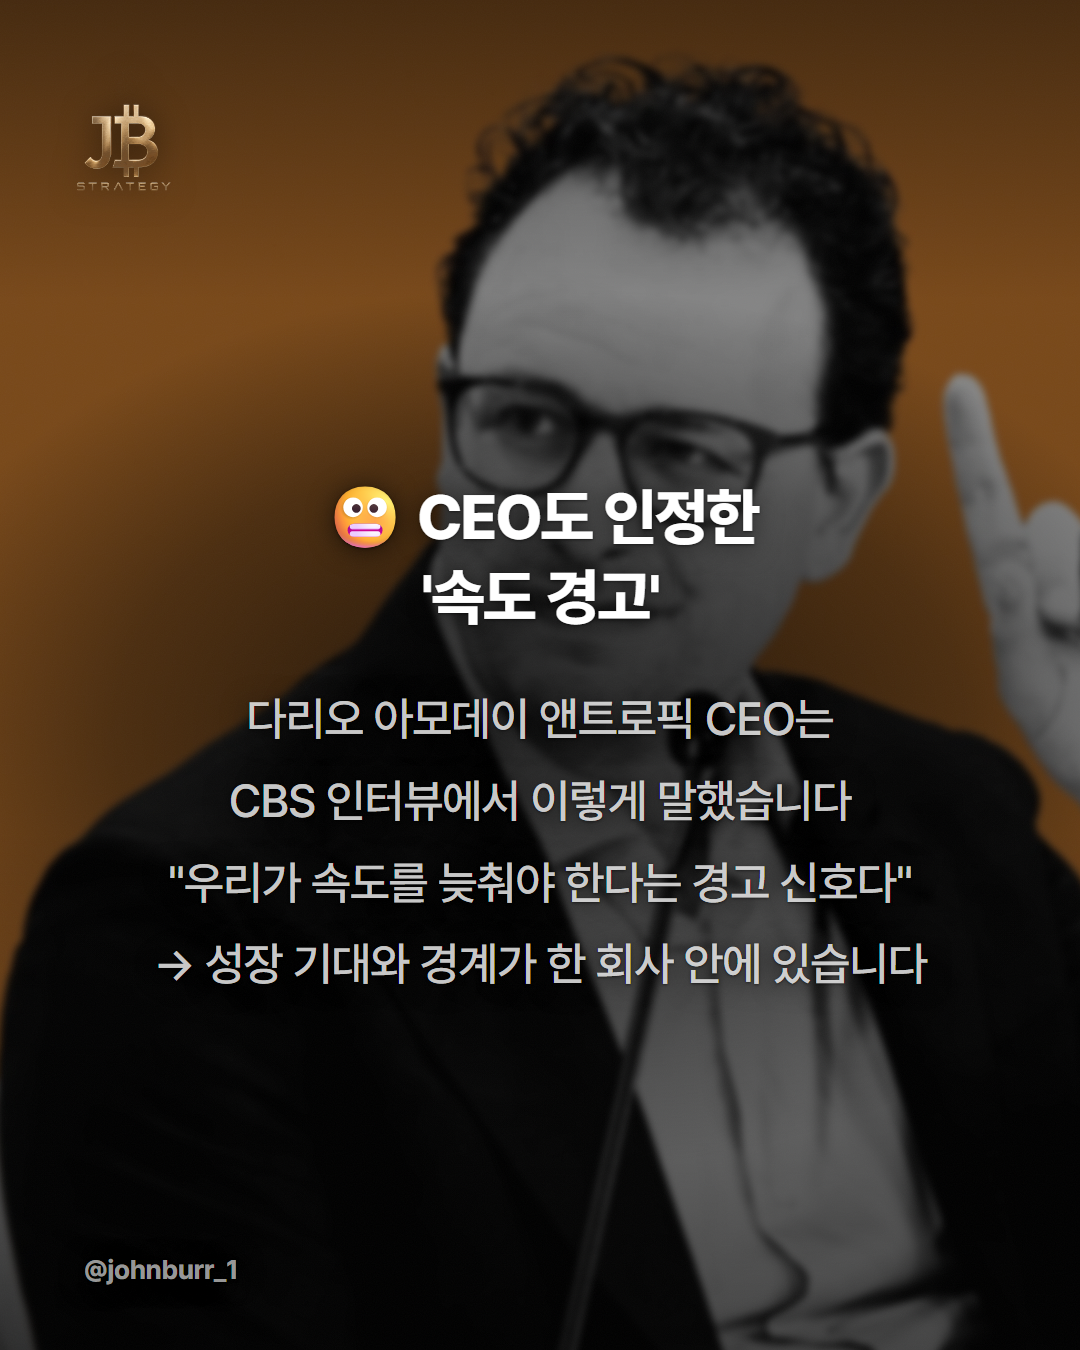 JB
STRATEGY
😬 CEO도 인정한
'속도 경고'
다리오 아모데이 앤트로픽 CEO는
CBS 인터뷰에서 이렇게 말했습니다
"우리가 속도를 늦춰야 한다는 경고 신호다"
→ 성장 기대와 경계가 한 회사 안에 있습니다
@johnburr_1